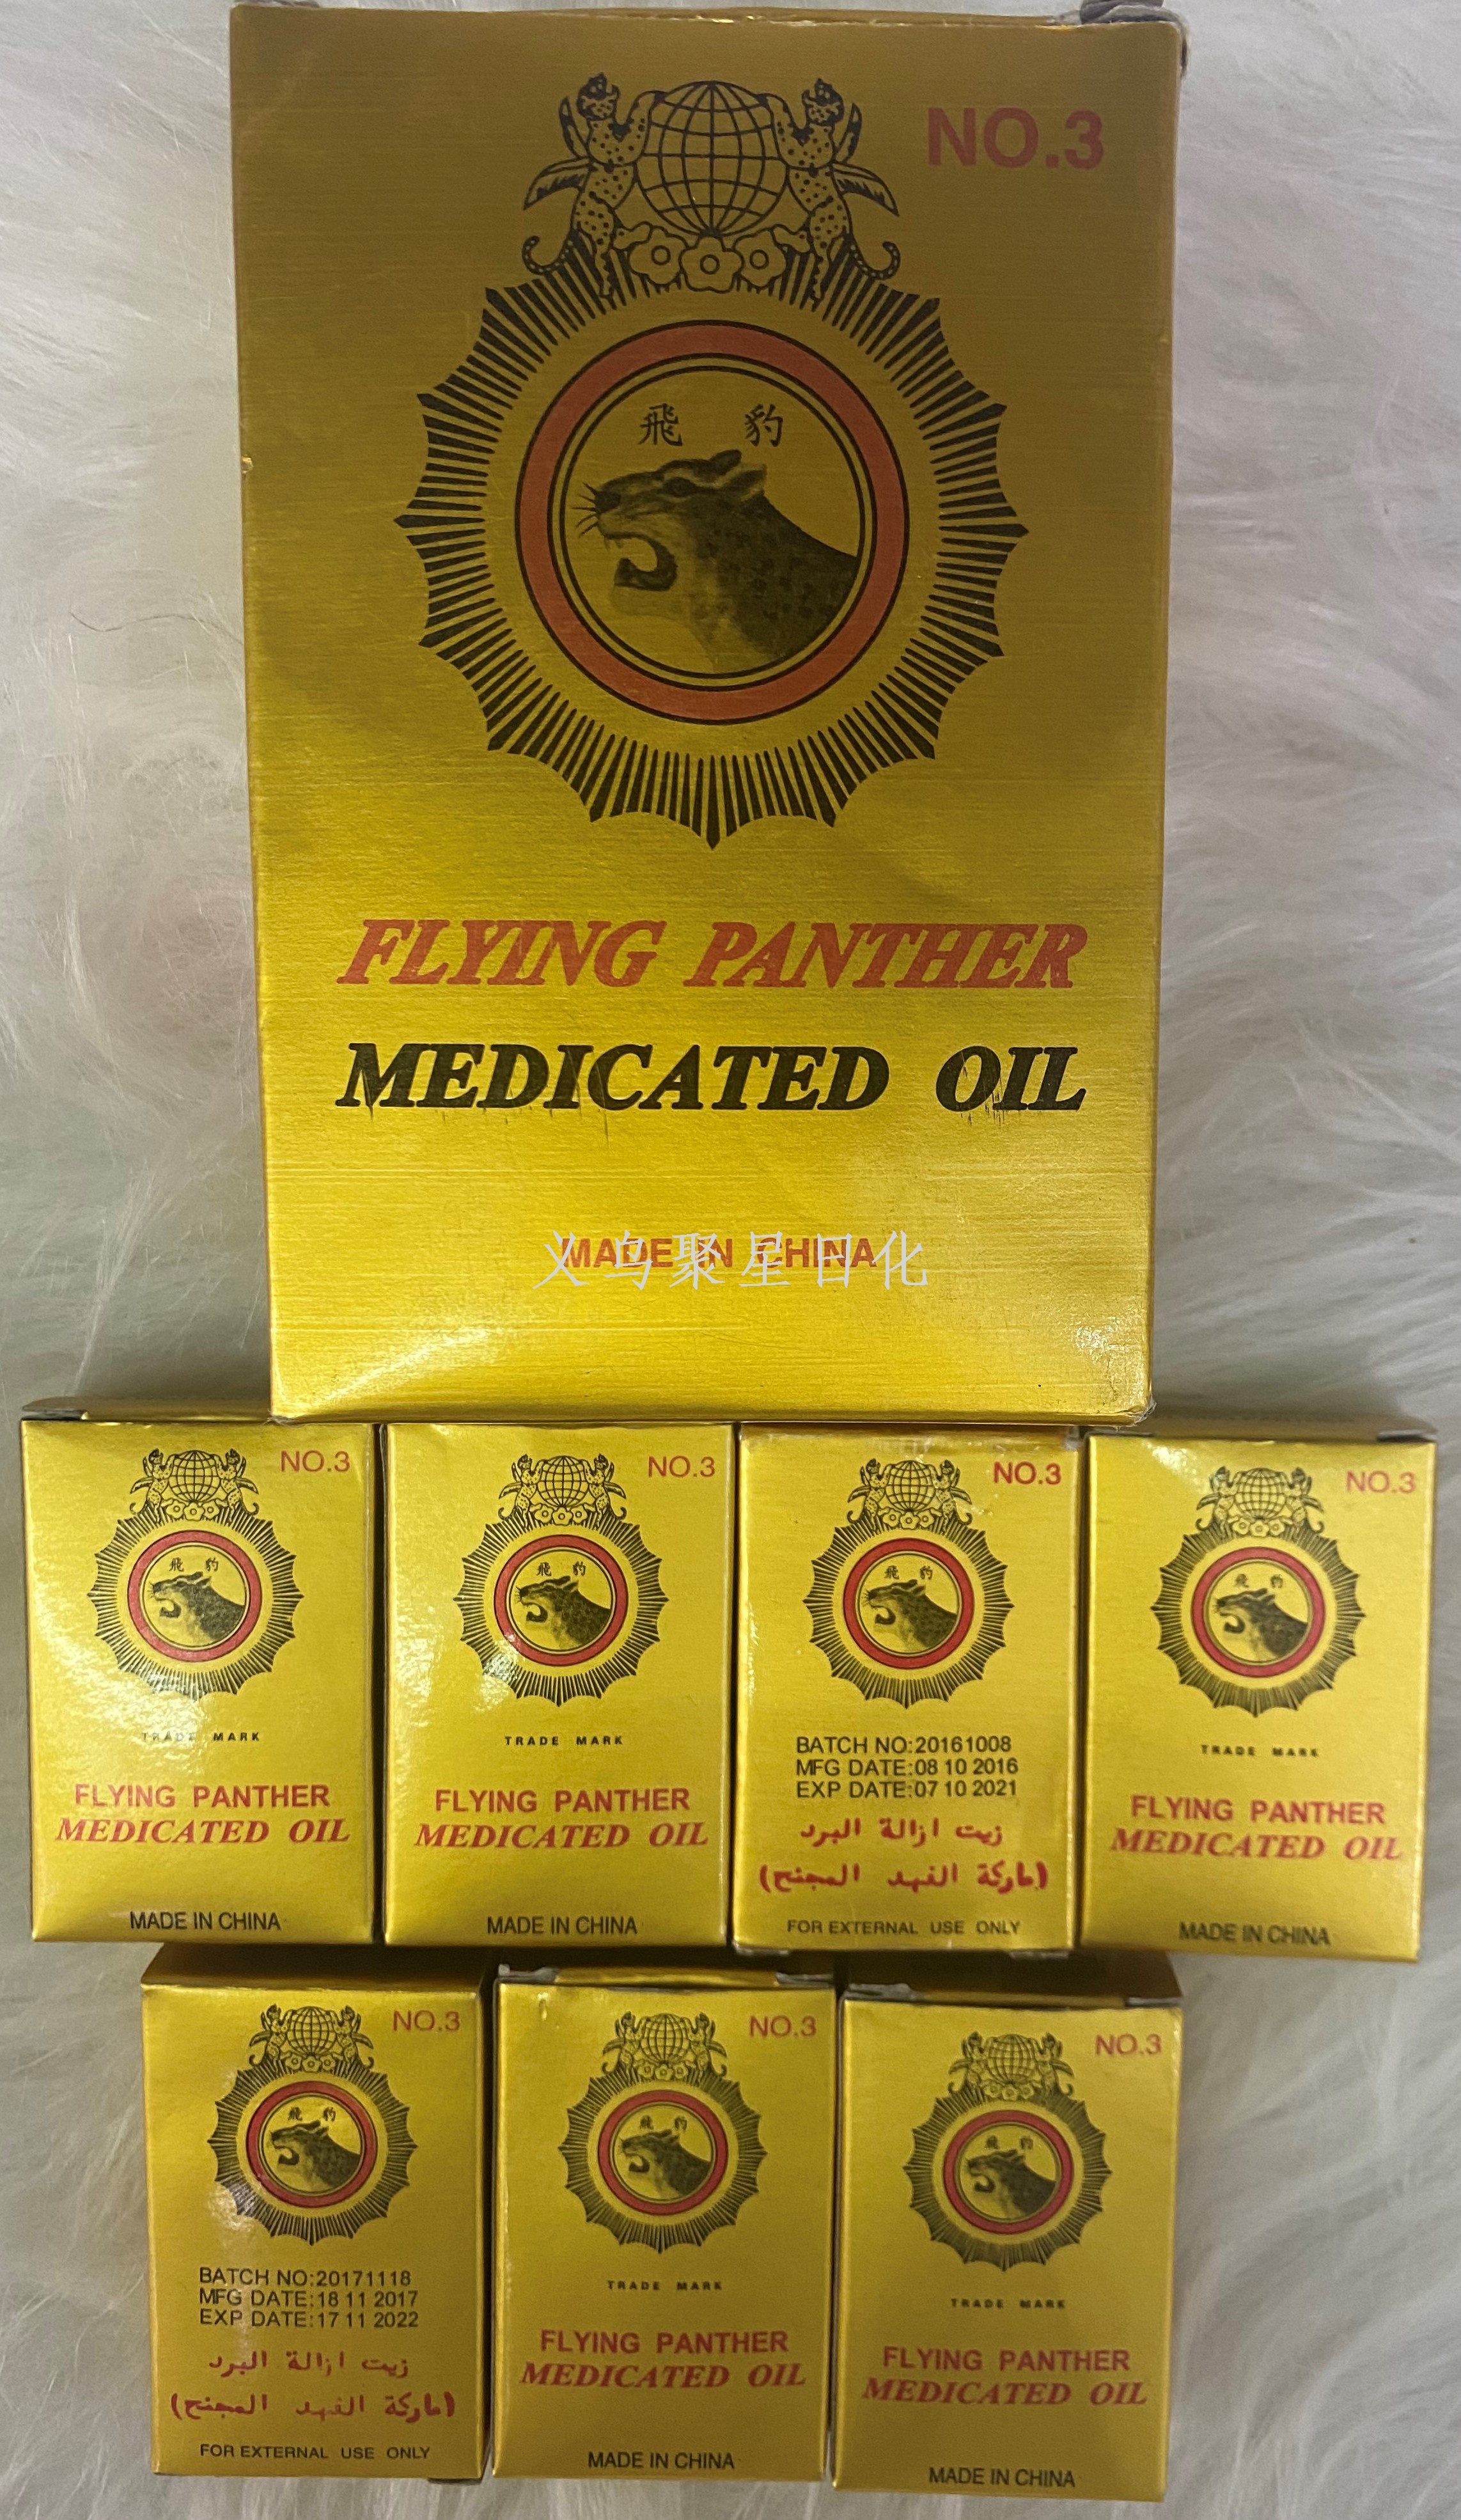 NO.3
飛 豹
FLYING PANTHER
MEDICATED OIL
MADE IN CHINA
义乌聚星日化
NO.3
飛 豹
TRADE MARK
FLYING PANTHER
MEDICATED OIL
MADE IN CHINA
NO.3
飛 豹
TRADE MARK
FLYING PANTHER
MEDICATED OIL
MADE IN CHINA
NO.3
飛 豹
BATCH NO:20161008
MFG DATE:08 10 2016
EXP DATE:07 10 2021
زيت ازالة البرد
(ماركة الفهد المجنح)
FOR EXTERNAL USE ONLY
NO.3
飛 豹
TRADE MARK
FLYING PANTHER
MEDICATED OIL
MADE IN CHINA
NO.3
飛 豹
BATCH NO:20171118
MFG DATE:18 11 2017
EXP DATE:17 11 2022
زيت ازالة البرد
(ماركة الفهد المجنح)
FOR EXTERNAL USE ONLY
NO.3
飛 豹
TRADE MARK
FLYING PANTHER
MEDICATED OIL
MADE IN CHINA
NO.3
飛 豹
TRADE MARK
FLYING PANTHER
MEDICATED OIL
MADE IN CHINA